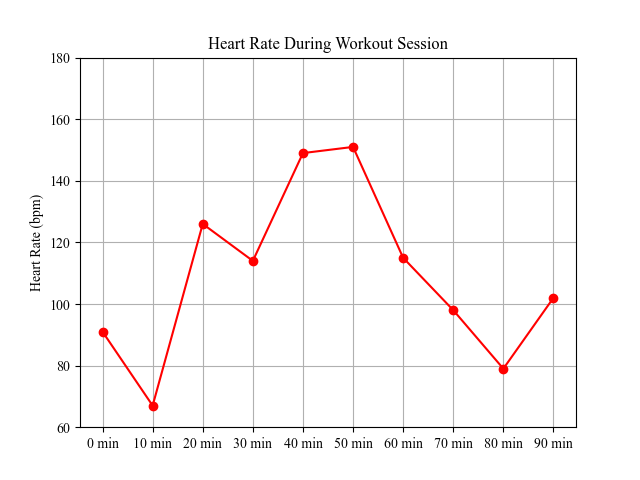 Heart Rate During Workout Session
Heart Rate (bpm)
180
160
140
120
100
80
60
0 min 10 min 20 min 30 min 40 min 50 min 60 min 70 min 80 min 90 min